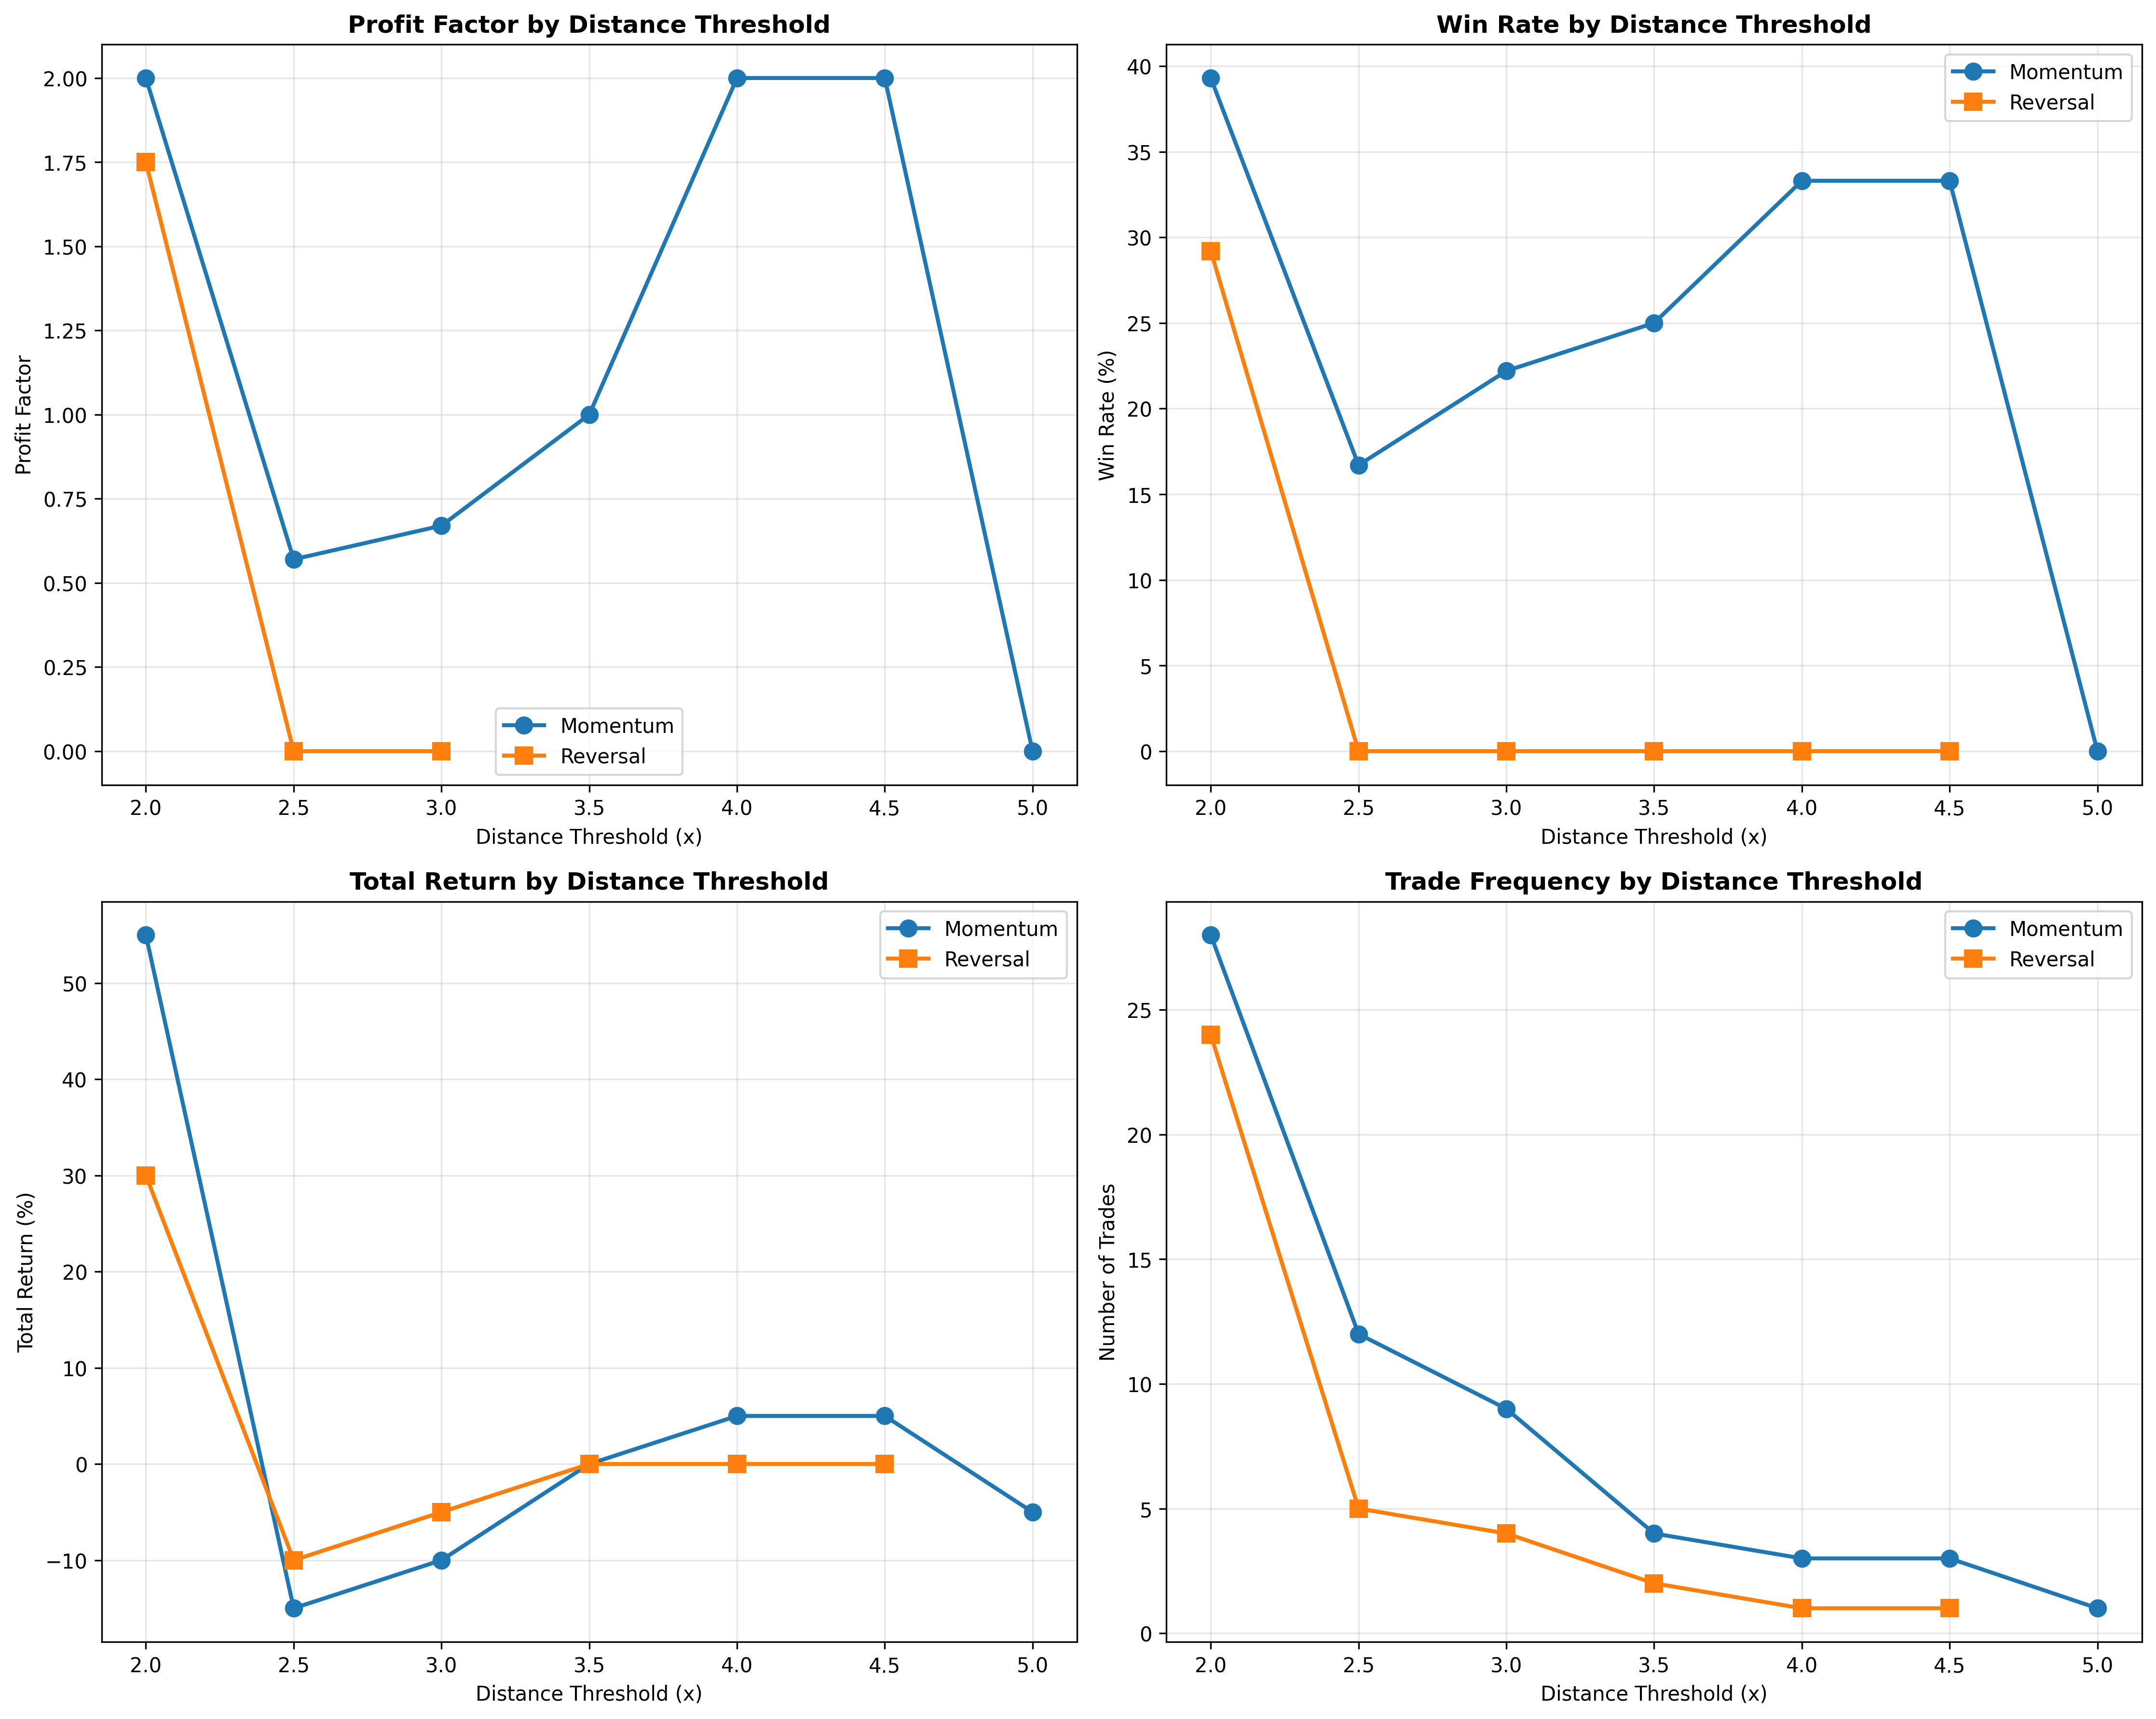 Profit Factor by Distance Threshold
Profit Factor
2.00
1.75
1.50
1.25
1.00
0.75
0.50
0.25
0.00
Momentum
Reversal
2.0 2.5 3.0 3.5 4.0 4.5 5.0
Distance Threshold (x)
Win Rate by Distance Threshold
Win Rate (%)
40
35
30
25
20
15
10
5
0
Momentum
Reversal
2.0 2.5 3.0 3.5 4.0 4.5 5.0
Distance Threshold (x)
Total Return by Distance Threshold
Total Return (%)
50
40
30
20
10
0
−10
Momentum
Reversal
2.0 2.5 3.0 3.5 4.0 4.5 5.0
Distance Threshold (x)
Trade Frequency by Distance Threshold
Number of Trades
25
20
15
10
5
0
Momentum
Reversal
2.0 2.5 3.0 3.5 4.0 4.5 5.0
Distance Threshold (x)